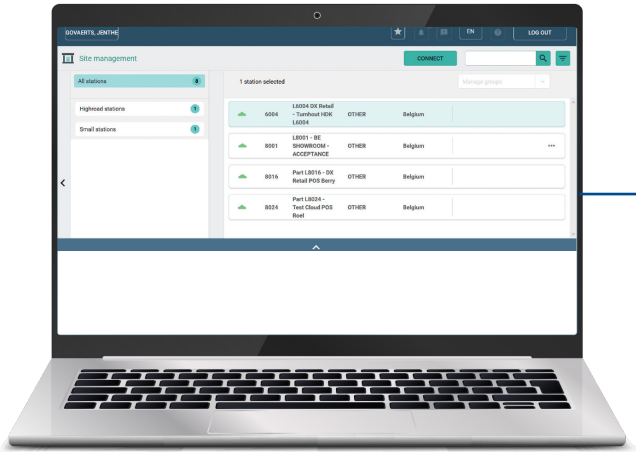 GOVAERTS, JENTHE
EN
LOG OUT
Site management
CONNECT
All stations 8
1 station selected
Manage groups
Highroad stations 1
Small stations 1
6004 L6004 DX Retail - Turnhout HDK L6004 OTHER Belgium
8001 L8001 - BE SHOWROOM - ACCEPTANCE OTHER Belgium
8016 Part L8016 - DX Retail POS Berry OTHER Belgium
8024 Part L8024 - Test Cloud POS Roel OTHER Belgium